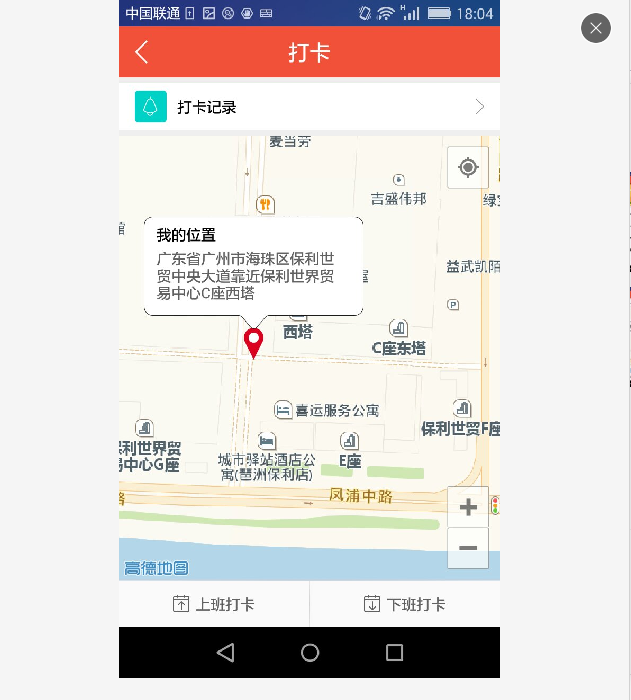 中国联通
H
18:04
打卡
打卡记录
麦当劳
吉盛伟邦
绿
馆
我的位置
广东省广州市海珠区保利世
贸中央大道靠近保利世界贸
易中心C座西塔
益武凯陌
P
西塔
C座东塔
喜运服务公寓
保利世贸F座
利世界贸
易中心G座
城市驿站酒店公
寓(琶洲保利店)
E座
凤浦中路
路
高德地图
上班打卡
下班打卡